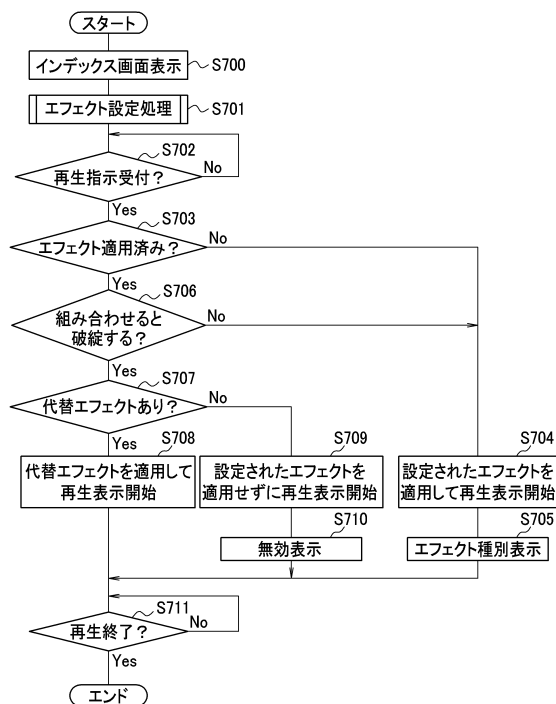 スタート
インデックス画面表示
S700
エフェクト設定処理
S701
S702
再生指示受付？
No
Yes
S703
エフェクト適用済み？
No
Yes
S706
組み合わせると
破綻する？
No
Yes
S707
代替エフェクトあり？
No
Yes
S708
代替エフェクトを適用して
再生表示開始
S709
設定されたエフェクトを
適用せずに再生表示開始
S704
設定されたエフェクトを
適用して再生表示開始
S710
無効表示
S705
エフェクト種別表示
S711
再生終了？
No
Yes
エンド